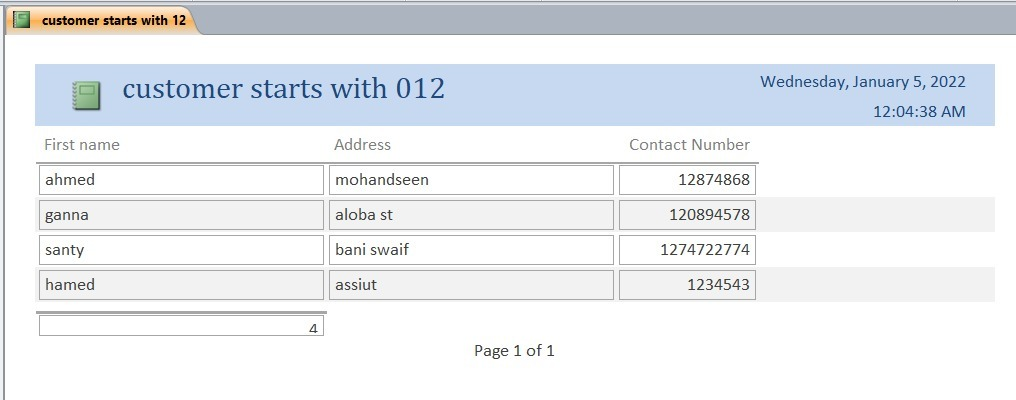 customer starts with 12
customer starts with 012
Wednesday, January 5, 2022
12:04:38 AM
First name Address Contact Number
ahmed mohandseen 12874868
ganna aloba st 120894578
santy bani swaif 1274722774
hamed assiut 1234543
4
Page 1 of 1